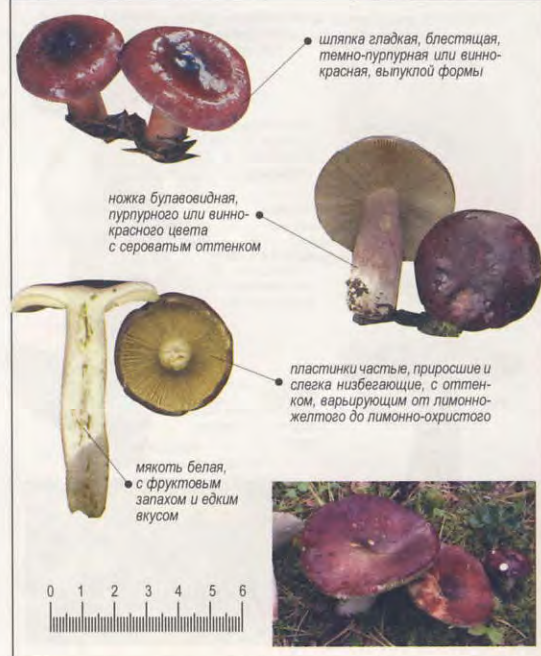 шляпка гладкая, блестящая,
темно-пурпурная или винно-
красная, выпуклой формы
ножка булавовидная,
пурпурного или винно-
красного цвета
с сероватым оттенком
пластинки частые, приросшие и
слегка низбегающие, с оттен-
ком, варьирующим от лимонно-
желтого до лимонно-охристого
мякоть белая,
с фруктовым
запахом и едким
вкусом
0 1 2 3 4 5 6